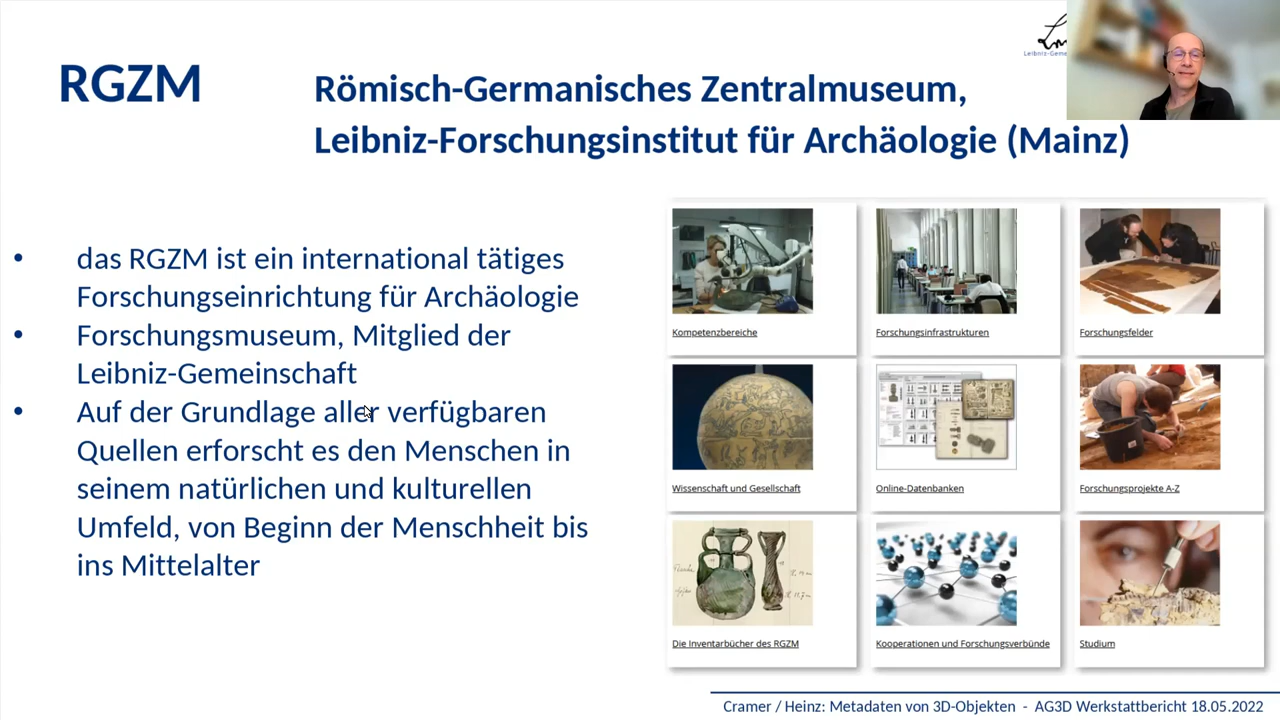 RGZM
Römisch-Germanisches Zentralmuseum,
Leibniz-Forschungsinstitut für Archäologie (Mainz)
• das RGZM ist ein international tätiges
Forschungseinrichtung für Archäologie
• Forschungsmuseum, Mitglied der
Leibniz-Gemeinschaft
• Auf der Grundlage aller verfügbaren
Quellen erforscht es den Menschen in
seinem natürlichen und kulturellen
Umfeld, von Beginn der Menschheit bis
ins Mittelalter
Kompetenzbereiche
Forschungsinfrastrukturen
Forschungsfelder
Wissenschaft und Gesellschaft
Online-Datenbanken
Forschungsprojekte A-Z
Die Inventarbücher des RGZM
Kooperationen und Forschungsverbünde
Studium
Cramer / Heinz: Metadaten von 3D-Objekten - AG3D Werkstattbericht 18.05.2022